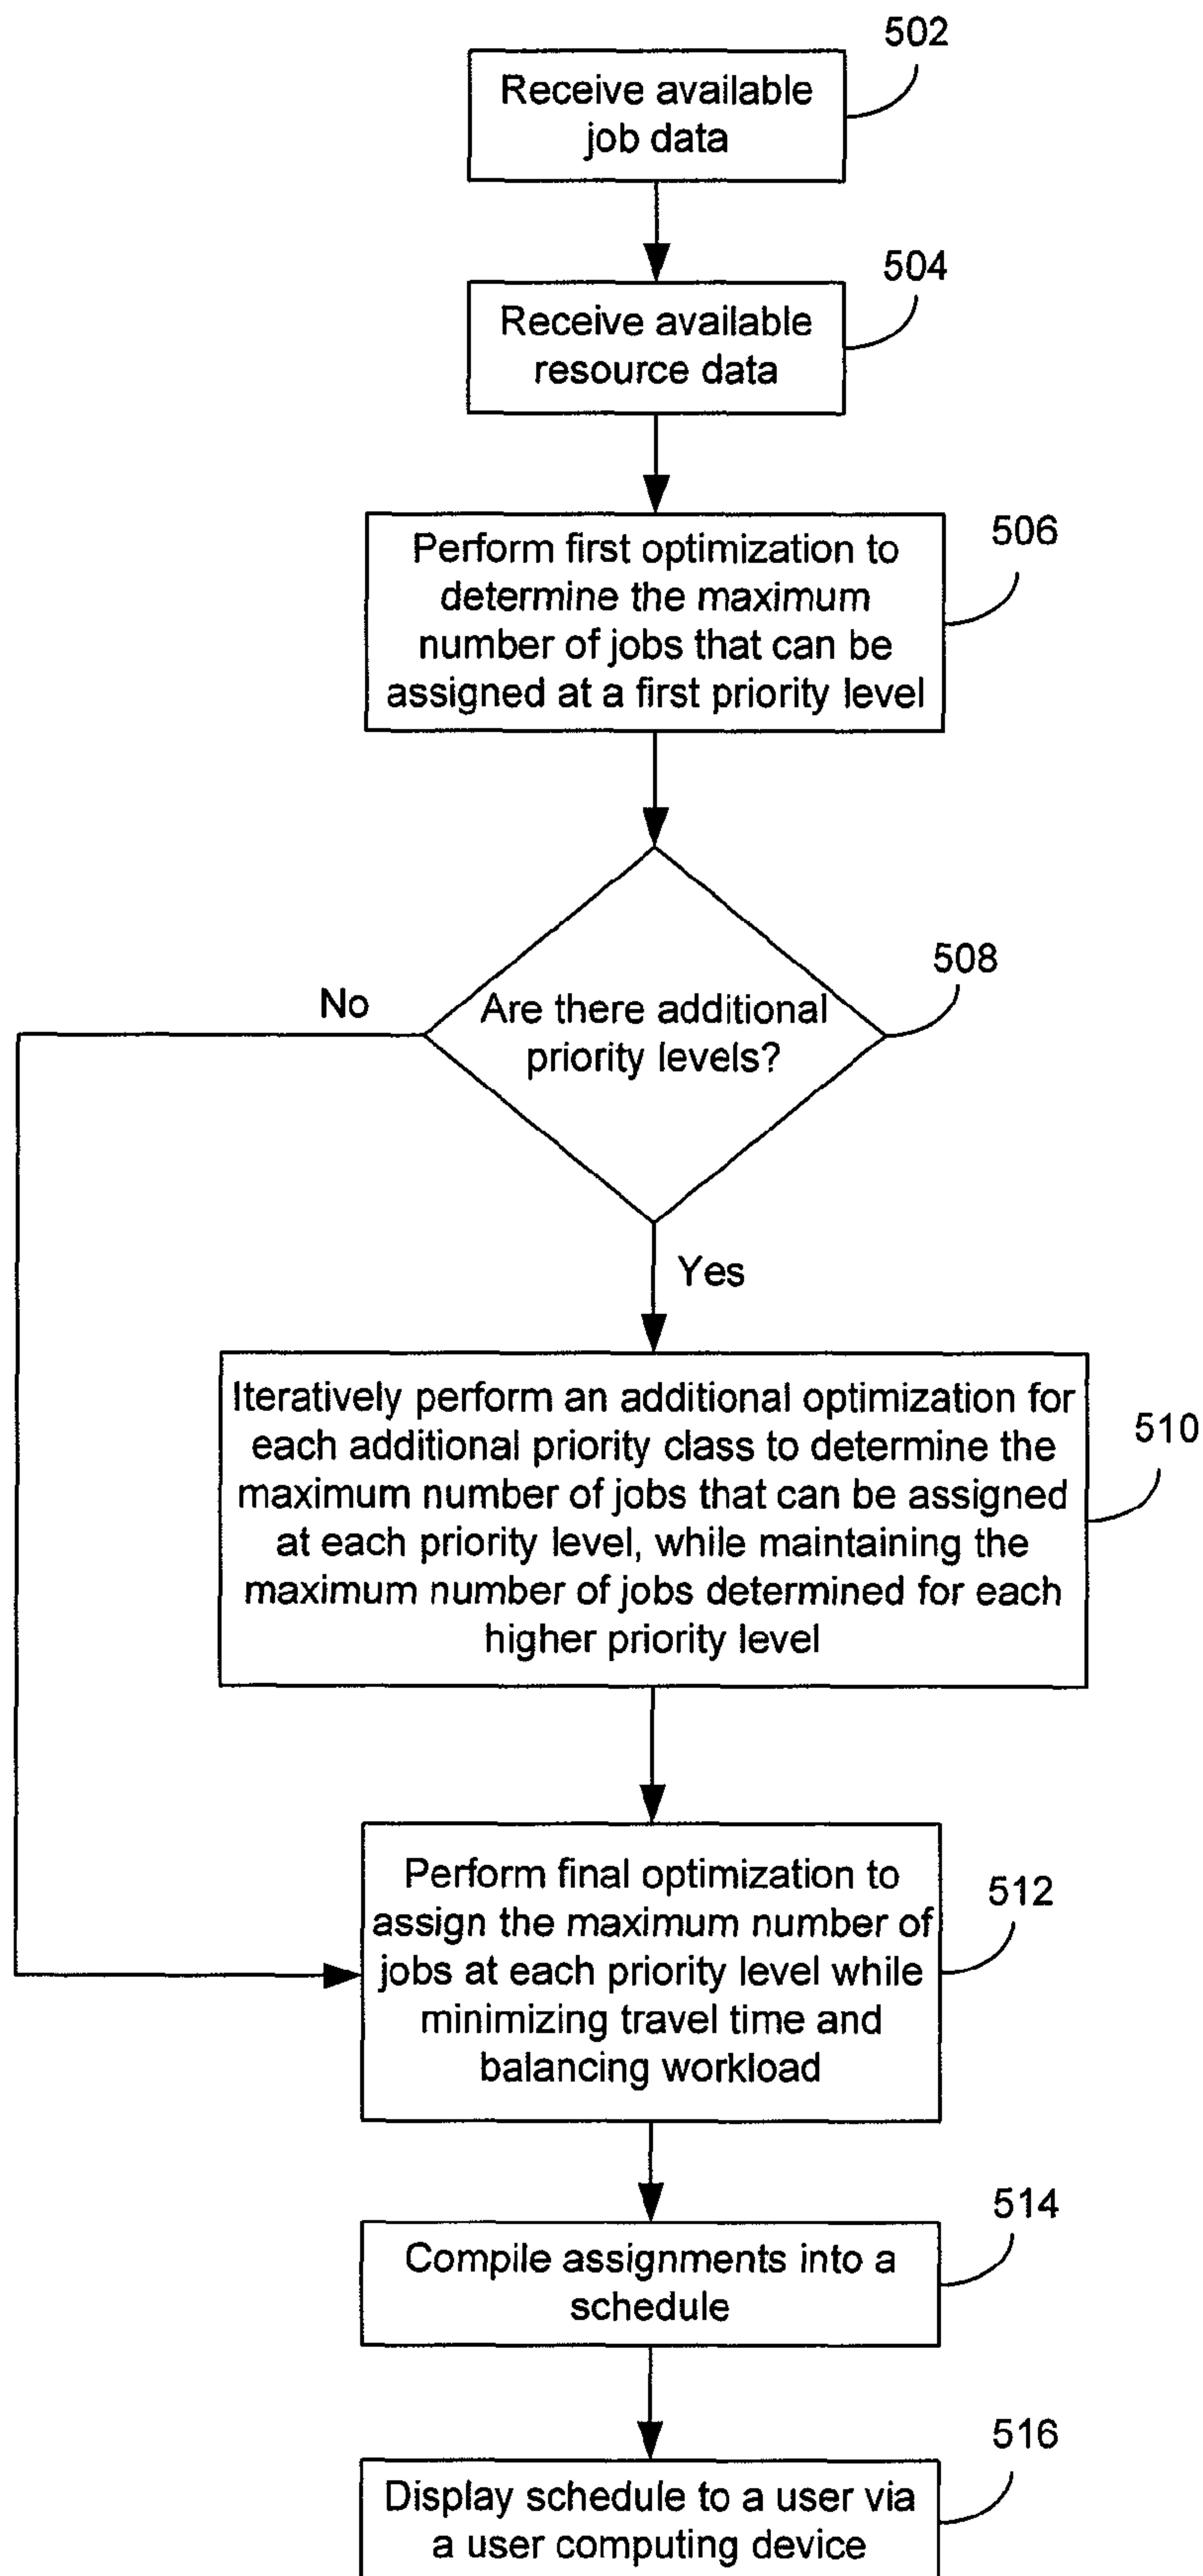 502
Receive available
job data
504
Receive available
resource data
506
Perform first optimization to
determine the maximum
number of jobs that can be
assigned at a first priority level
508
No
Are there additional
priority levels?
Yes
510
Iteratively perform an additional optimization for
each additional priority class to determine the
maximum number of jobs that can be assigned
at each priority level, while maintaining the
maximum number of jobs determined for each
higher priority level
512
Perform final optimization to
assign the maximum number of
jobs at each priority level while
minimizing travel time and
balancing workload
514
Compile assignments into a
schedule
516
Display schedule to a user via
a user computing device